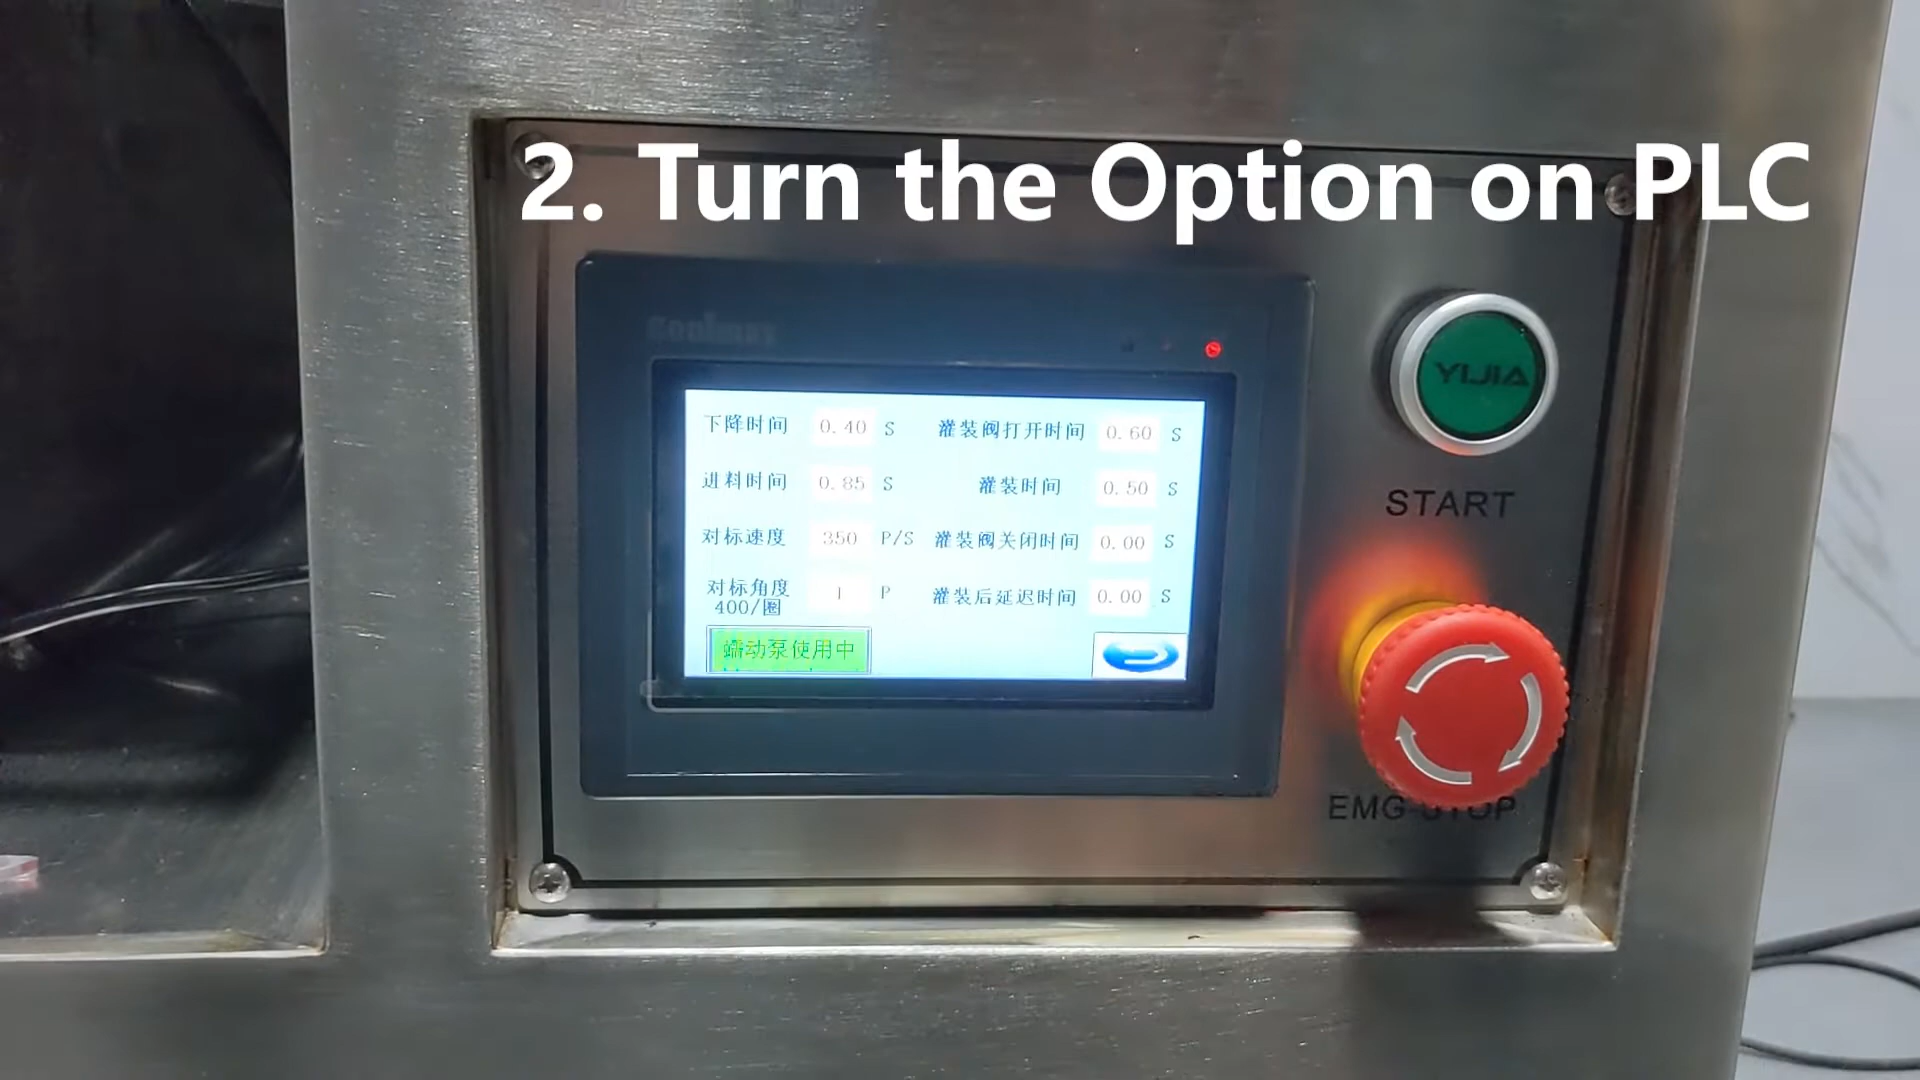 2. Turn the Option on PLC
coolmay
YIJIA
下降时间 0.40 S 灌装阀打开时间 0.60 S
进料时间 0.85 S 灌装时间 0.50 S
START
对标速度 350 P/S 灌装阀关闭时间 0.00 S
对标角度 1 P 灌装后延迟时间 0.00 S
400/圈
蠕动泵使用中
EMG-STOP